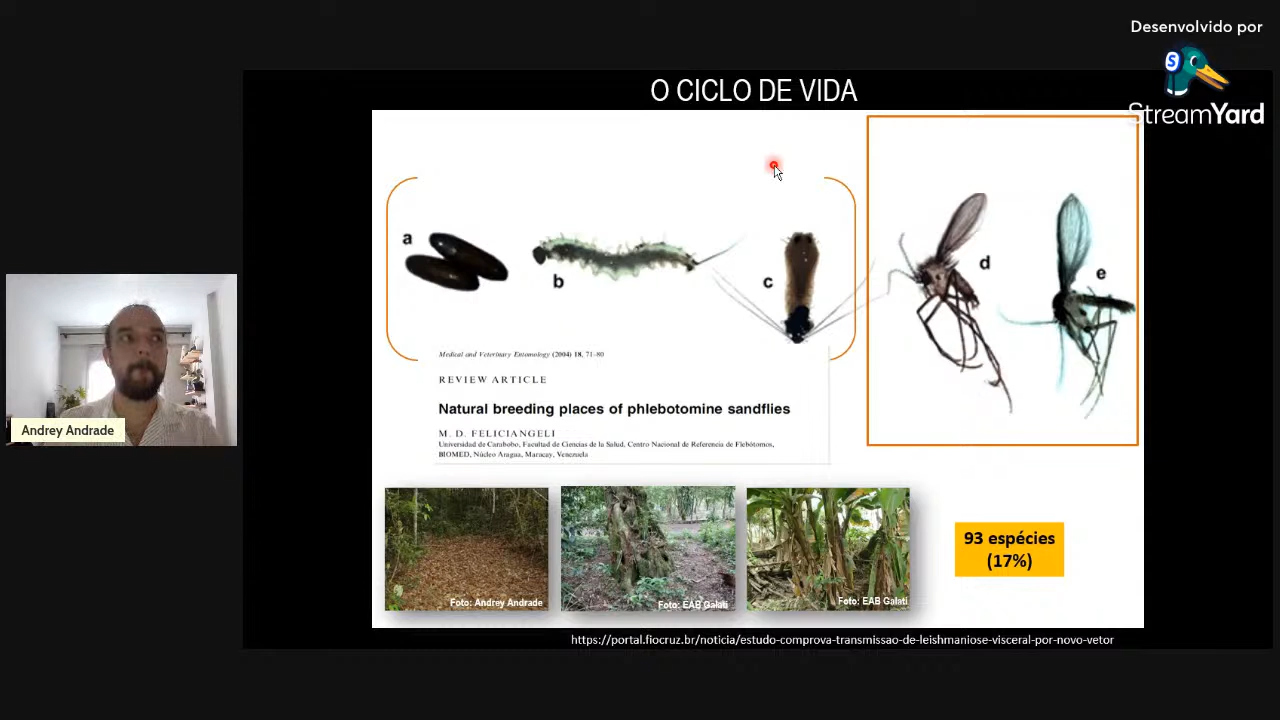 Desenvolvido por
StreamYard
O CICLO DE VIDA
a
b
c
d
e
Medical and Veterinary Entomology (2004) 18, 71–80
REVIEW ARTICLE
Natural breeding places of phlebotomine sandflies
M. D. FELICIANGELI
Universidad de Carabobo, Facultad de Ciencias de la Salud, Centro Nacional de Referencia de Flebótomos,
BIOMED, Núcleo Aragua, Maracay, Venezuela
Andrey Andrade
Foto: Andrey Andrade
Foto: EAB Galati
Foto: EAB Galati
93 espécies
(17%)
https://portal.fiocruz.br/noticia/estudo-comprova-transmissao-de-leishmaniose-visceral-por-novo-vetor